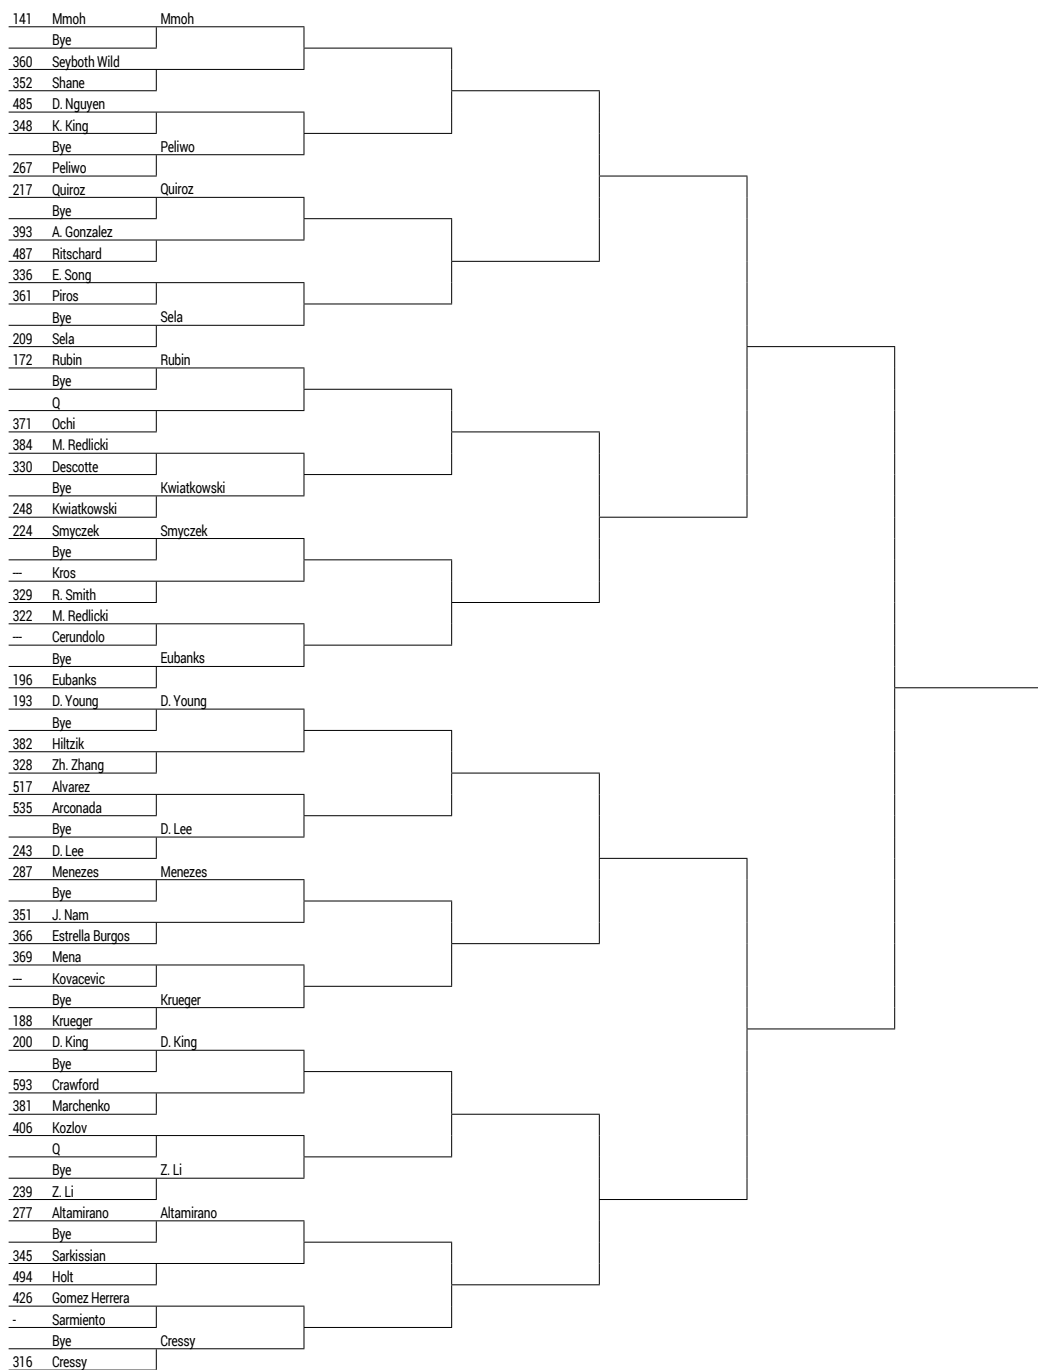 141 Mmoh Mmoh
Bye
360 Seyboth Wild
352 Shane
485 D. Nguyen
348 K. King
Bye Peliwo
267 Peliwo
217 Quiroz Quiroz
Bye
393 A. Gonzalez
487 Ritschard
336 E. Song
361 Piros
Bye Sela
209 Sela
172 Rubin Rubin
Bye
Q
371 Ochi
384 M. Redlicki
330 Descotte
Bye Kwiatkowski
248 Kwiatkowski
224 Smyczek Smyczek
Bye
--- Kros
329 R. Smith
322 M. Redlicki
--- Cerundolo
Bye Eubanks
196 Eubanks
193 D. Young D. Young
Bye
382 Hiltzik
328 Zh. Zhang
517 Alvarez
535 Arconada
Bye D. Lee
243 D. Lee
287 Menezes Menezes
Bye
351 J. Nam
366 Estrella Burgos
369 Mena
--- Kovacevic
Bye Krueger
188 Krueger
200 D. King D. King
Bye
593 Crawford
381 Marchenko
406 Kozlov
Q
Bye Z. Li
239 Z. Li
277 Altamirano Altamirano
Bye
345 Sarkissian
494 Holt
426 Gomez Herrera
- Sarmiento
Bye Cressy
316 Cressy